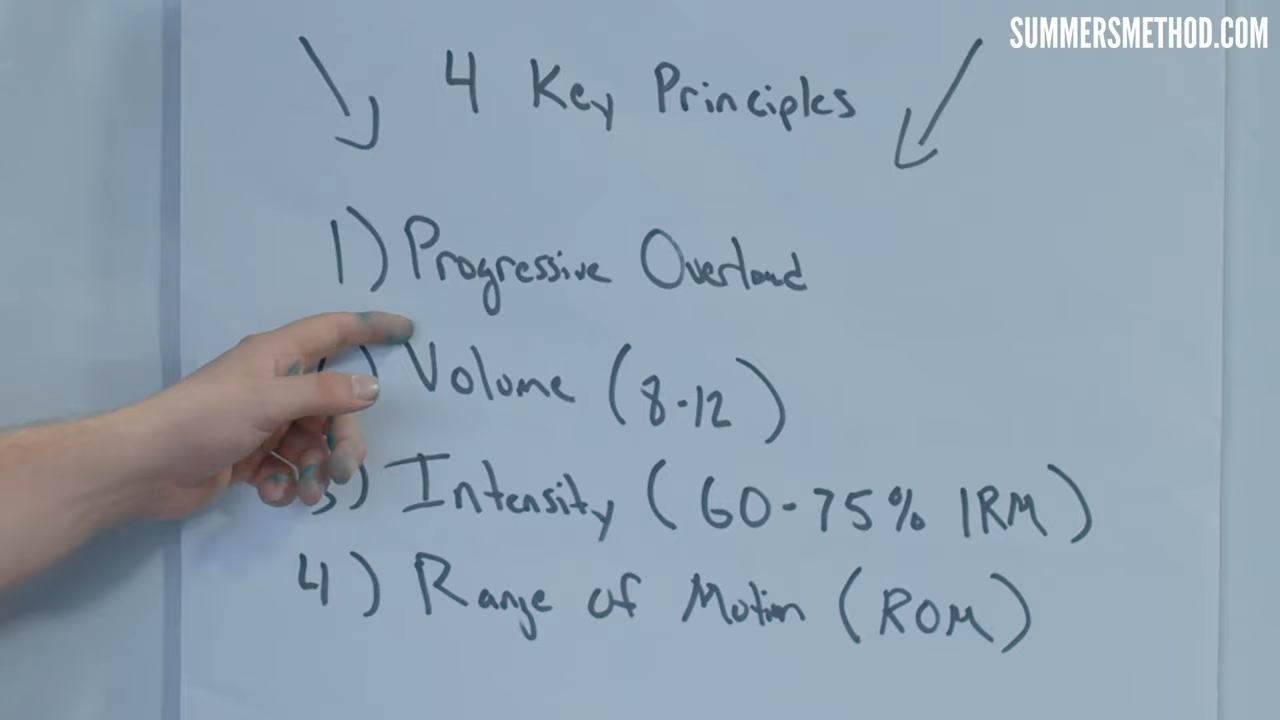 SUMMERSMETHOD.COM
4 Key Principles
1) Progressive Overload
) Volume (8-12)
3) Intensity (60-75% 1RM)
4) Range of Motion (ROM)